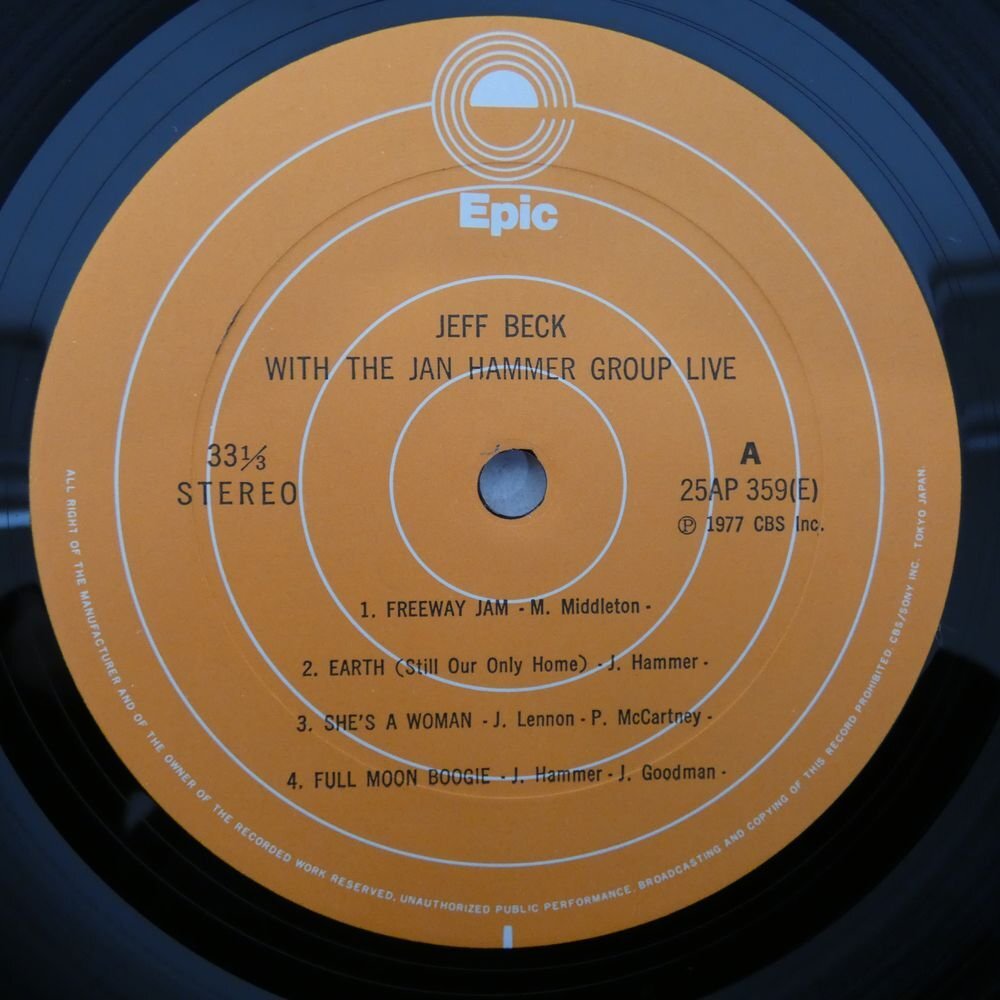 Epic
JEFF BECK
WITH THE JAN HAMMER GROUP LIVE
33⅓
STEREO
A
25AP 359(E)
Ⓟ 1977 CBS Inc.
1. FREEWAY JAM - M. Middleton -
2. EARTH (Still Our Only Home) - J. Hammer -
3. SHE'S A WOMAN - J. Lennon - P. McCartney -
4. FULL MOON BOOGIE - J. Hammer - J. Goodman -
ALL RIGHT OF THE MANUFACTURER AND OF THE OWNER OF THE RECORDED WORK RESERVED. UNAUTHORIZED PUBLIC PERFORMANCE. BROADCASTING AND COPYING OF THIS RECORD PROHIBITED. CBS/SONY INC. TOKYO JAPAN.